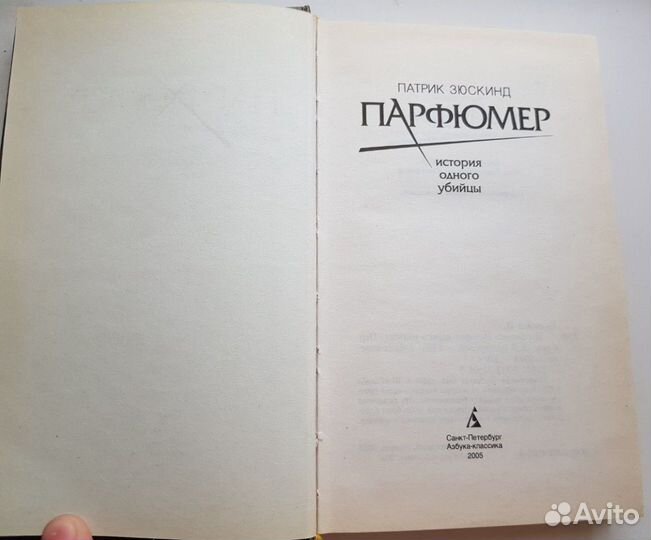 ПАТРИК ЗЮСКИНД
ПАРФЮМЕР
история
одного
убийцы
Санкт-Петербург
Азбука-классика
2005
Avito